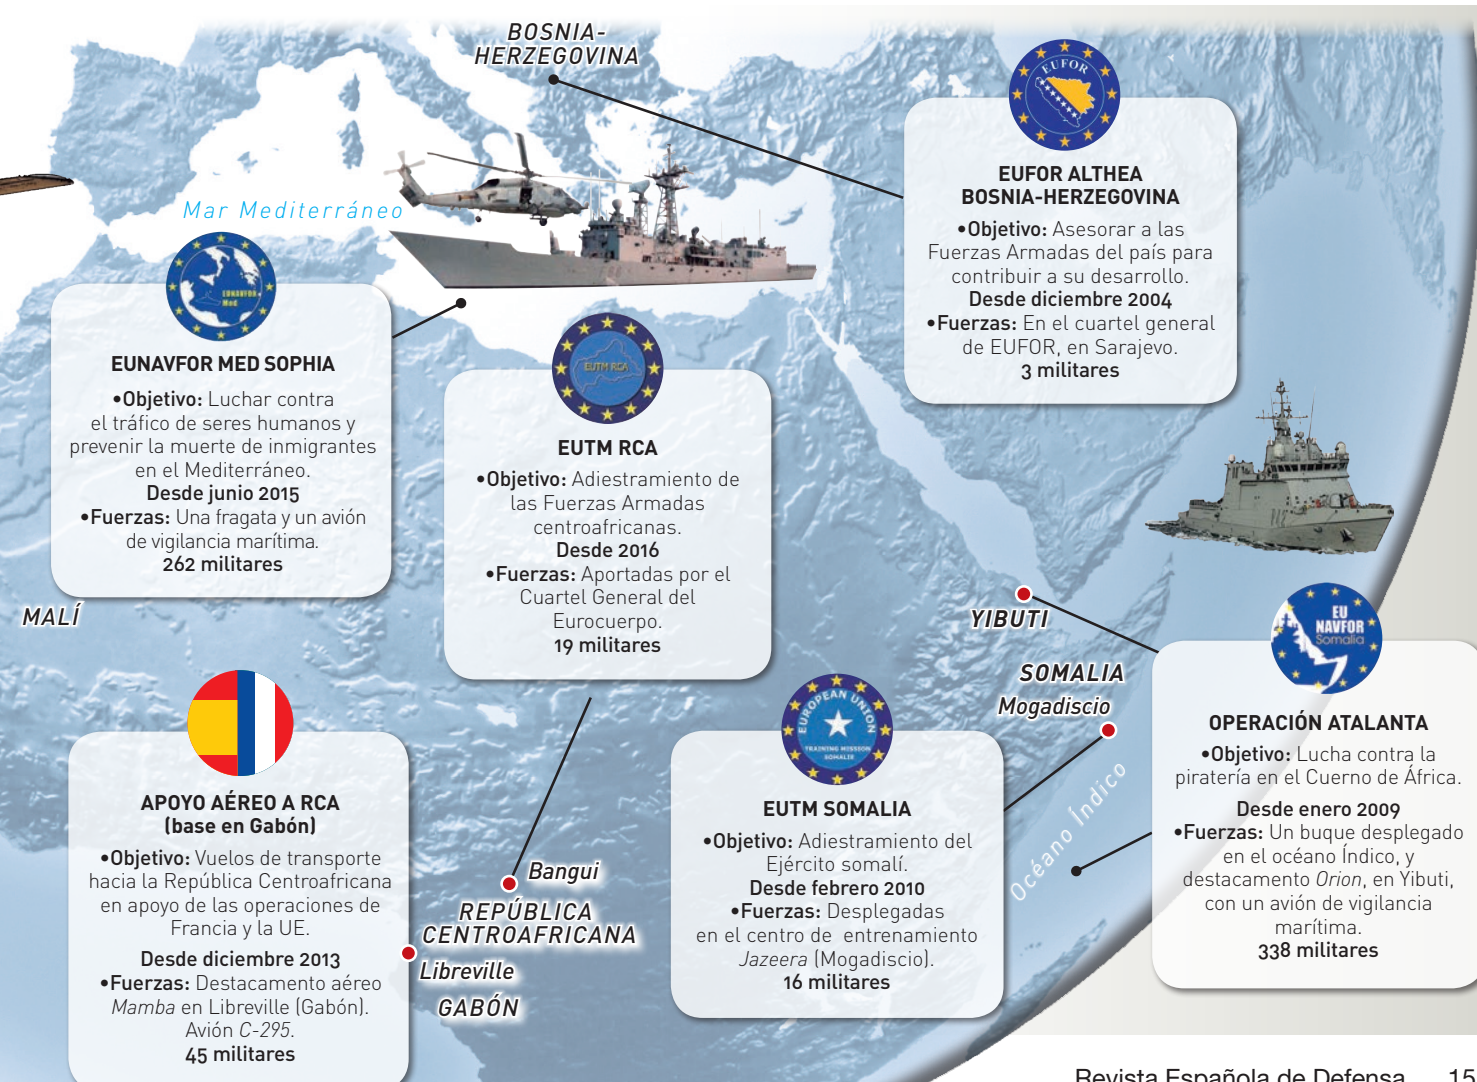 BOSNIA-
HERZEGOVINA
EUFOR
EUFOR ALTHEA
BOSNIA-HERZEGOVINA
•Objetivo: Asesorar a las
Fuerzas Armadas del país para
contribuir a su desarrollo.
Desde diciembre 2004
•Fuerzas: En el cuartel general
de EUFOR, en Sarajevo.
3 militares
Mar Mediterráneo
EUNAVFOR
Med
EUNAVFOR MED SOPHIA
•Objetivo: Luchar contra
el tráfico de seres humanos y
prevenir la muerte de inmigrantes
en el Mediterráneo.
Desde junio 2015
•Fuerzas: Una fragata y un avión
de vigilancia marítima.
262 militares
EUTM RCA
EUTM RCA
•Objetivo: Adiestramiento de
las Fuerzas Armadas
centroafricanas.
Desde 2016
•Fuerzas: Aportadas por el
Cuartel General del
Eurocuerpo.
19 militares
MALÍ
YIBUTI
SOMALIA
Mogadiscio
EU
NAVFOR
Somalia
OPERACIÓN ATALANTA
•Objetivo: Lucha contra la
piratería en el Cuerno de África.
Desde enero 2009
•Fuerzas: Un buque desplegado
en el océano Índico, y
destacamento Orion, en Yibuti,
con un avión de vigilancia
marítima.
338 militares
Océano Índico
APOYO AÉREO A RCA
(base en Gabón)
•Objetivo: Vuelos de transporte
hacia la República Centroafricana
en apoyo de las operaciones de
Francia y la UE.
Desde diciembre 2013
•Fuerzas: Destacamento aéreo
Mamba en Libreville (Gabón).
Avión C-295.
45 militares
Bangui
REPÚBLICA
CENTROAFRICANA
Libreville
GABÓN
EUROPEAN UNION
TRAINING MISSION
SOMALIE
EUTM SOMALIA
•Objetivo: Adiestramiento del
Ejército somalí.
Desde febrero 2010
•Fuerzas: Desplegadas
en el centro de entrenamiento
Jazeera (Mogadiscio).
16 militares
Revista Española de Defensa 15